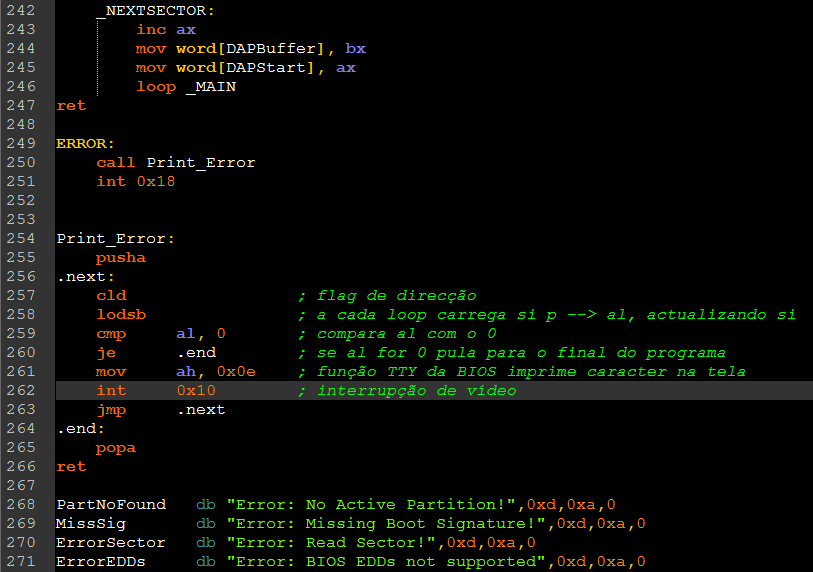 242     _NEXTSECTOR:
243         inc ax
244         mov word[DAPBuffer], bx
245         mov word[DAPStart], ax
246         loop _MAIN
247 ret
248
249 ERROR:
250     call Print_Error
251     int 0x18
252
253
254 Print_Error:
255     pusha
256 .next:
257     cld                 ; flag de direcção
258     lodsb               ; a cada loop carrega si p --> al, actualizando si
259     cmp     al, 0       ; compara al com o 0
260     je      .end        ; se al for 0 pula para o final do programa
261     mov     ah, 0x0e    ; função TTY da BIOS imprime caracter na tela
262     int     0x10        ; interrupção de vídeo
263     jmp     .next
264 .end:
265     popa
266 ret
267
268 PartNoFound   db "Error: No Active Partition!",0xd,0xa,0
269 MissSig       db "Error: Missing Boot Signature!",0xd,0xa,0
270 ErrorSector   db "Error: Read Sector!",0xd,0xa,0
271 ErrorEDDs     db "Error: BIOS EDDs not supported",0xd,0xa,0